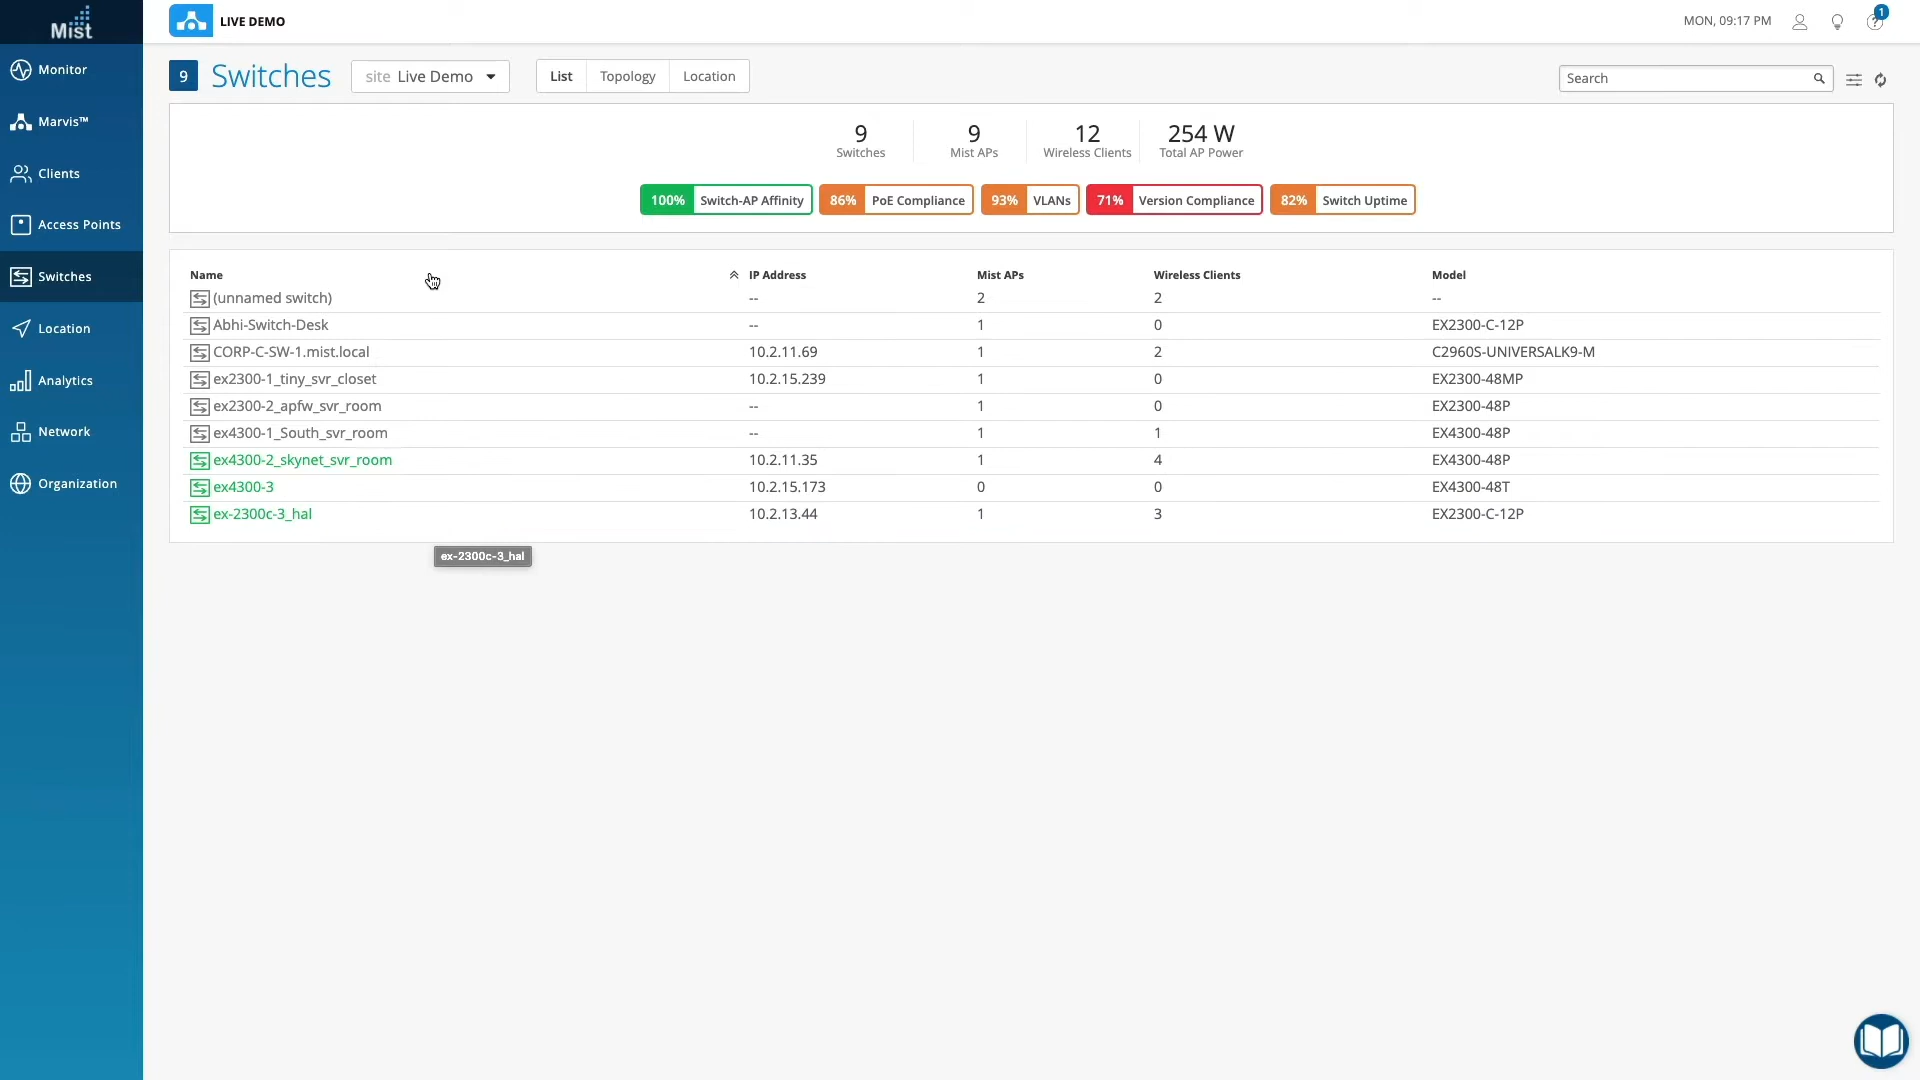 Mist
LIVE DEMO
MON, 09:17 PM
1
Monitor
Marvis™
Clients
Access Points
Switches
Location
Analytics
Network
Organization
9 Switches site Live Demo List Topology Location Search
9 9 12 254 W
Switches Mist APs Wireless Clients Total AP Power
100% Switch-AP Affinity 86% PoE Compliance 93% VLANs 71% Version Compliance 82% Switch Uptime
Name IP Address Mist APs Wireless Clients Model
(unnamed switch) -- 2 2 --
Abhi-Switch-Desk -- 1 0 EX2300-C-12P
CORP-C-SW-1.mist.local 10.2.11.69 1 2 C2960S-UNIVERSALK9-M
ex2300-1_tiny_svr_closet 10.2.15.239 1 0 EX2300-48MP
ex2300-2_apfw_svr_room -- 1 0 EX2300-48P
ex4300-1_South_svr_room -- 1 1 EX4300-48P
ex4300-2_skynet_svr_room 10.2.11.35 1 4 EX4300-48P
ex4300-3 10.2.15.173 0 0 EX4300-48T
ex-2300c-3_hal 10.2.13.44 1 3 EX2300-C-12P
ex-2300c-3_hal